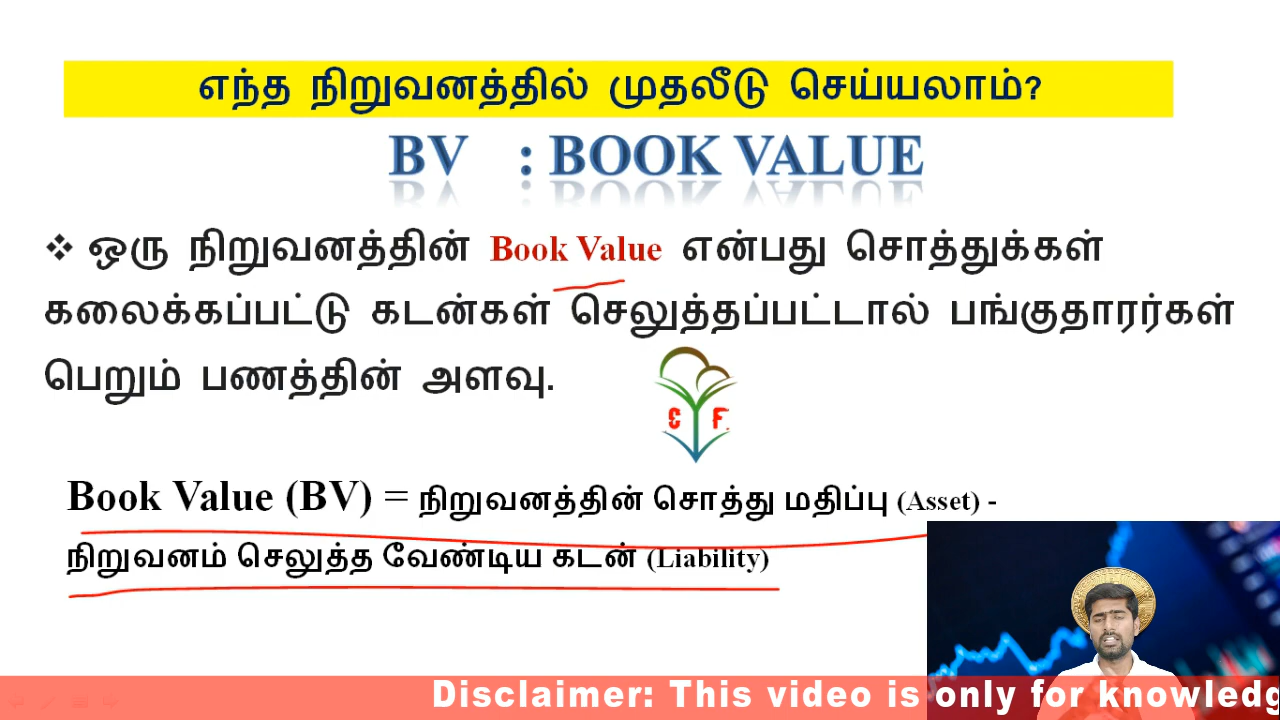 எந்த நிறுவனத்தில் முதலீடு செய்யலாம்?
BV : BOOK VALUE
❖ ஒரு நிறுவனத்தின் Book Value என்பது சொத்துக்கள்
கலைக்கப்பட்டு கடன்கள் செலுத்தப்பட்டால் பங்குதாரர்கள்
பெறும் பணத்தின் அளவு.
E F.
Book Value (BV) = நிறுவனத்தின் சொத்து மதிப்பு (Asset) -
நிறுவனம் செலுத்த வேண்டிய கடன் (Liability)
Disclaimer: This video is only for knowledg